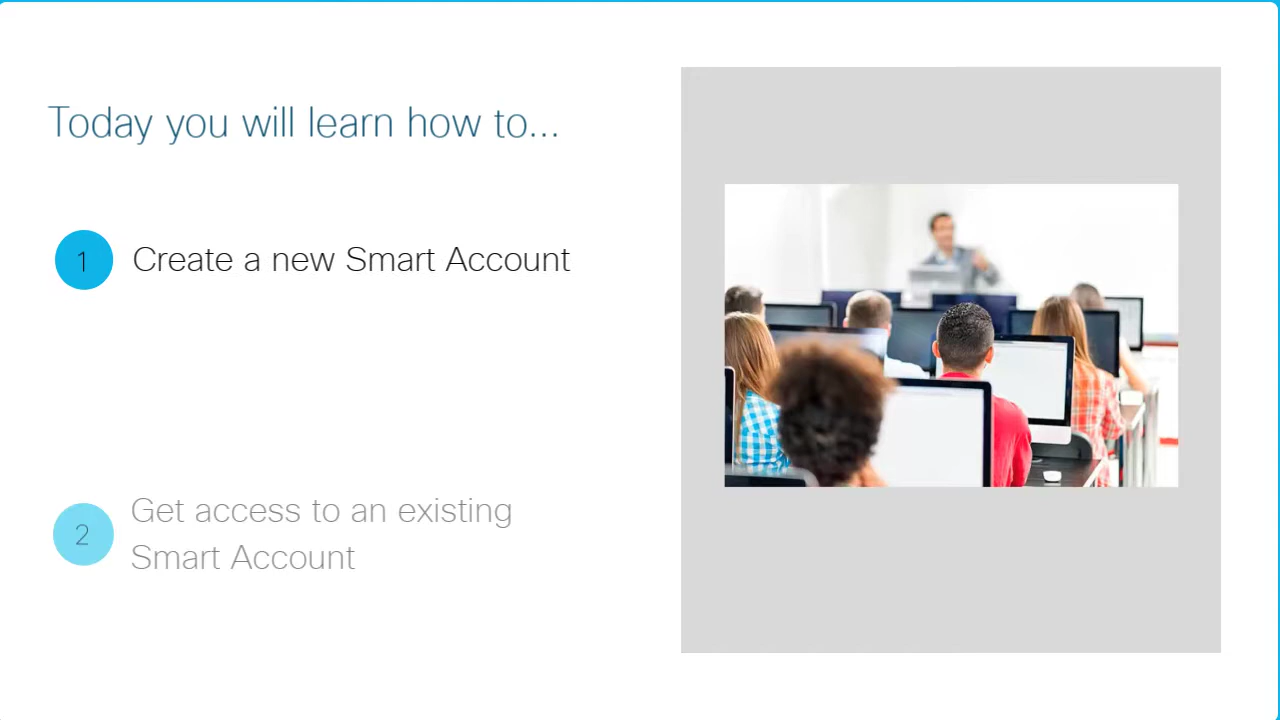 Today you will learn how to...
1
Create a new Smart Account
2
Get access to an existing
Smart Account